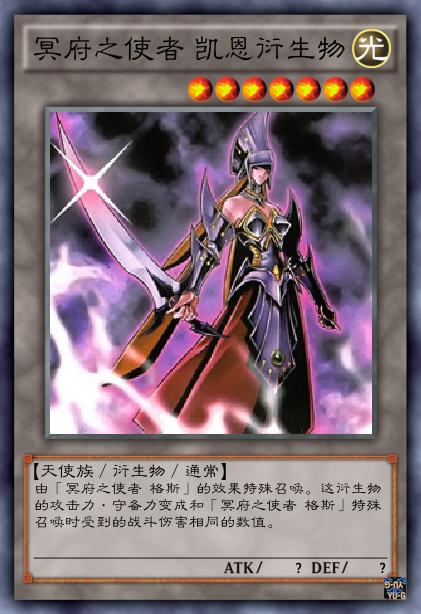 冥府之使者 凯恩衍生物
光
【天使族 / 衍生物 / 通常】
由「冥府之使者 格斯」的效果特殊召唤。这衍生物
的攻击力·守备力变成和「冥府之使者 格斯」特殊
召唤时受到的战斗伤害相同的数值。
ATK/ ? DEF/ ?